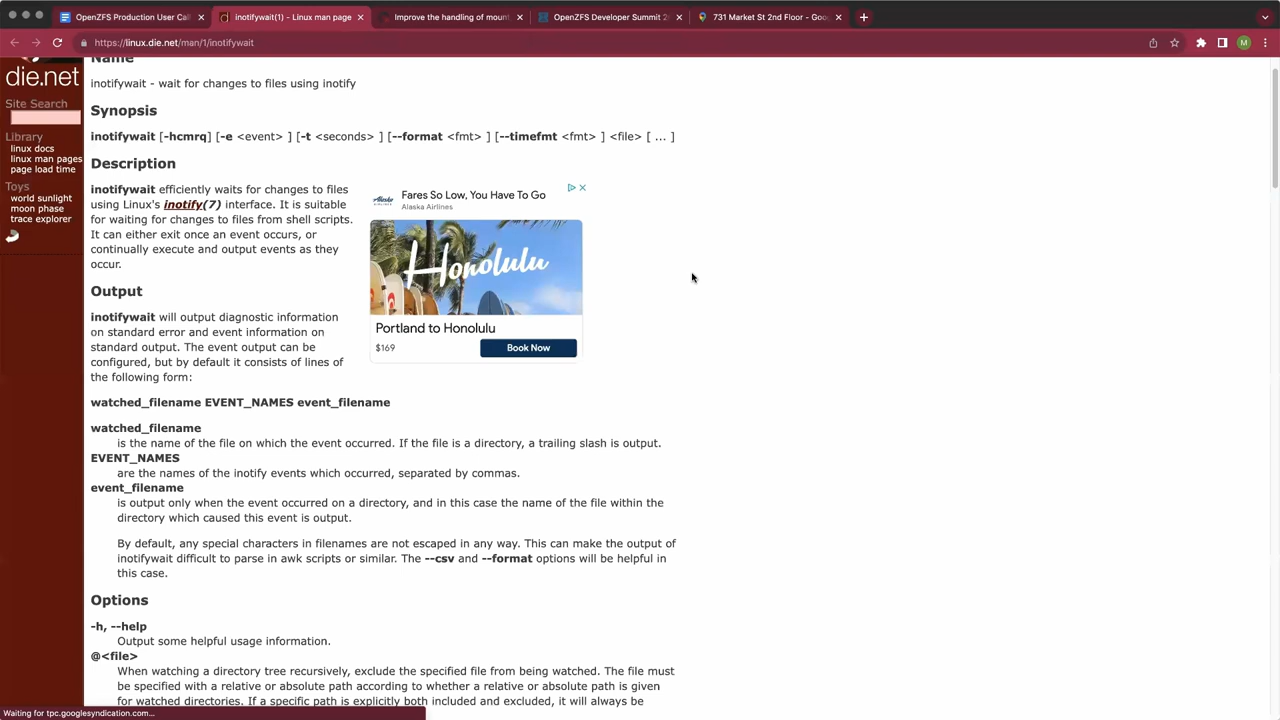 OpenZFS Production User Cal
inotifywait(1) - Linux man page
Improve the handling of moun
OpenZFS Developer Summit 2
731 Market St 2nd Floor - Goo
https://linux.die.net/man/1/inotifywait
M
die.net
Site Search
Library
linux docs
linux man pages
page load time
Toys
world sunlight
moon phase
trace explorer
Name
inotifywait - wait for changes to files using inotify
Synopsis
inotifywait [-hcmrq] [-e <event> ] [-t <seconds> ] [--format <fmt> ] [--timefmt <fmt> ] <file> [ ... ]
Description
inotifywait efficiently waits for changes to files
using Linux's inotify(7) interface. It is suitable
for waiting for changes to files from shell scripts.
It can either exit once an event occurs, or
continually execute and output events as they
occur.
Fares So Low, You Have To Go
Alaska Airlines
Alaska
Honolulu
Portland to Honolulu
$169
Book Now
Output
inotifywait will output diagnostic information
on standard error and event information on
standard output. The event output can be
configured, but by default it consists of lines of
the following form:
watched_filename EVENT_NAMES event_filename
watched_filename
is the name of the file on which the event occurred. If the file is a directory, a trailing slash is output.
EVENT_NAMES
are the names of the inotify events which occurred, separated by commas.
event_filename
is output only when the event occurred on a directory, and in this case the name of the file within the
directory which caused this event is output.
By default, any special characters in filenames are not escaped in any way. This can make the output of
inotifywait difficult to parse in awk scripts or similar. The --csv and --format options will be helpful in
this case.
Options
-h, --help
Output some helpful usage information.
@<file>
When watching a directory tree recursively, exclude the specified file from being watched. The file must
be specified with a relative or absolute path according to whether a relative or absolute path is given
for watched directories. If a specific path is explicitly both included and excluded, it will always be
Waiting for tpc.googlesyndication.com...